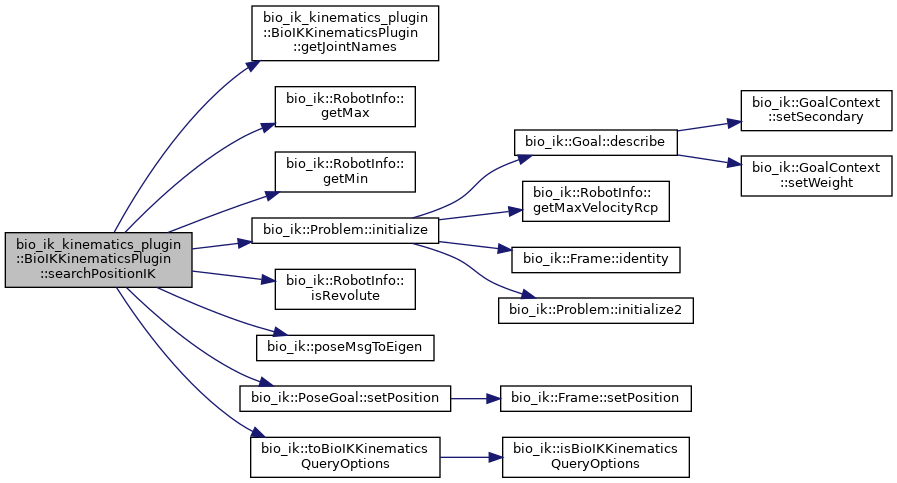 bio_ik_kinematics_plugin
::BioIKKinematicsPlugin
::searchPositionIK
bio_ik_kinematics_plugin
::BioIKKinematicsPlugin
::getJointNames
bio_ik::RobotInfo::
getMax
bio_ik::RobotInfo::
getMin
bio_ik::Problem::initialize
bio_ik::RobotInfo::
isRevolute
bio_ik::poseMsgToEigen
bio_ik::PoseGoal::setPosition
bio_ik::toBioIKKinematics
QueryOptions
bio_ik::Goal::describe
bio_ik::RobotInfo::
getMaxVelocityRcp
bio_ik::Frame::identity
bio_ik::Problem::initialize2
bio_ik::Frame::setPosition
bio_ik::isBioIKKinematics
QueryOptions
bio_ik::GoalContext
::setSecondary
bio_ik::GoalContext
::setWeight